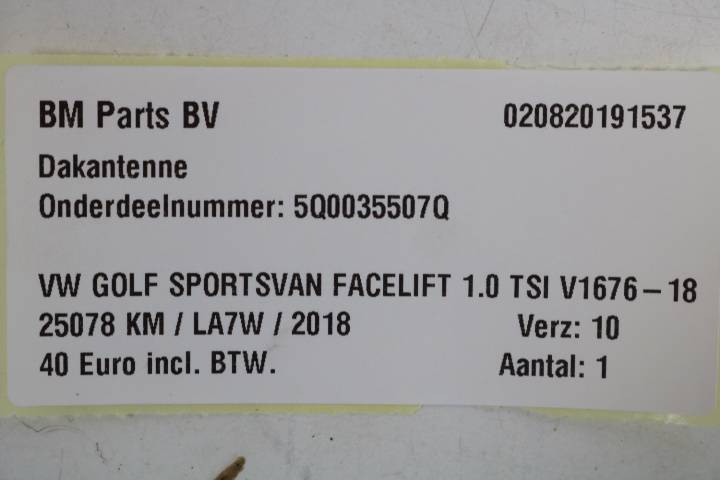 BM Parts BV 020820191537
Dakantenne
Onderdeelnummer: 5Q0035507Q
VW GOLF SPORTSVAN FACELIFT 1.0 TSI V1676-18
25078 KM / LA7W / 2018 Verz: 10
40 Euro incl. BTW. Aantal: 1